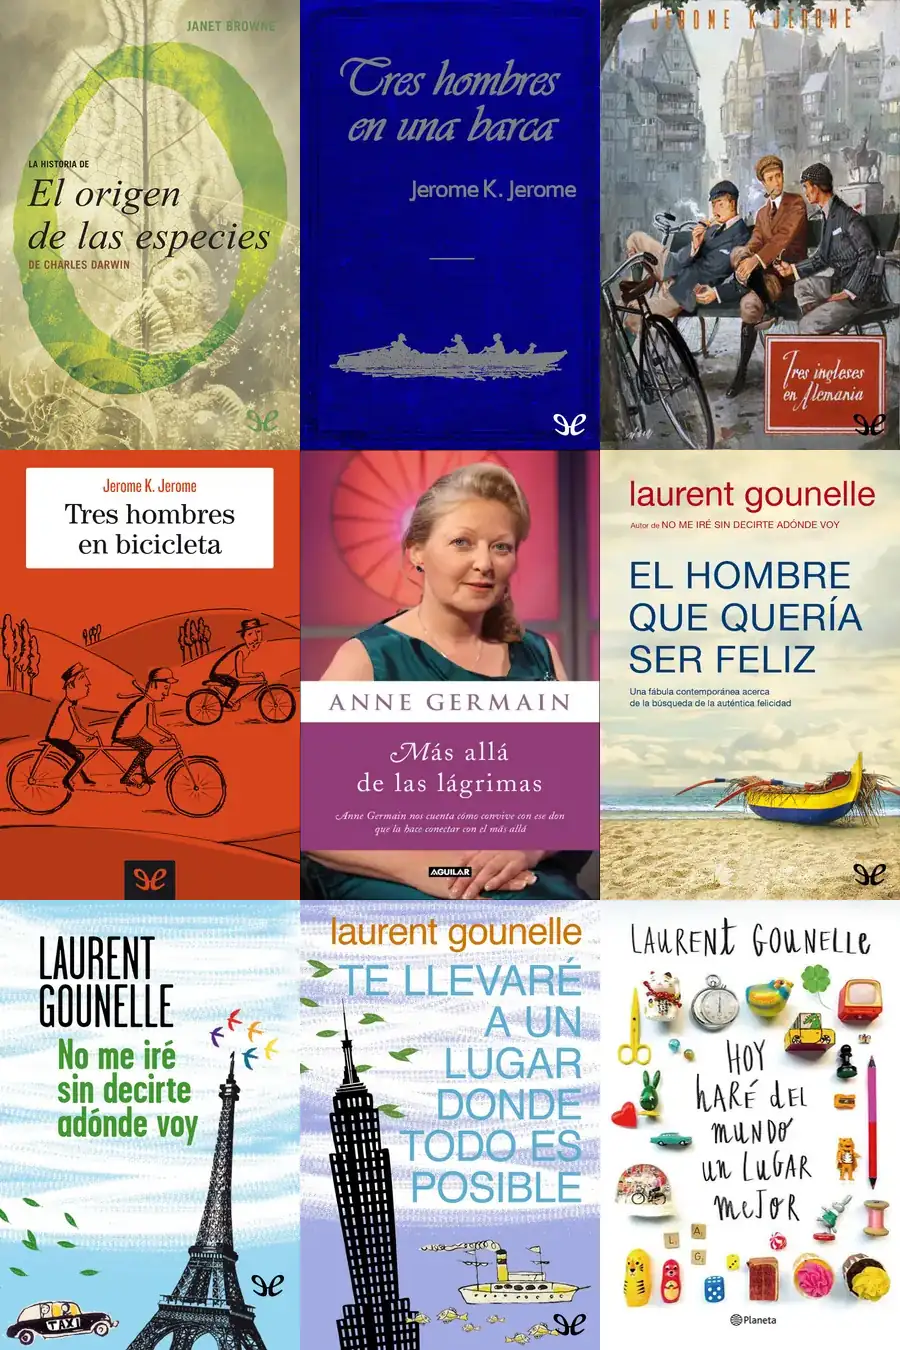 JANET BROWNE
LA HISTORIA DE
El origen
de las especies
DE CHARLES DARWIN
Tres hombres
en una barca
Jerome K. Jerome
JEROME K. JEROME
Tres ingleses
en Alemania
Jerome K. Jerome
Tres hombres
en bicicleta
ANNE GERMAIN
Más allá
de las lágrimas
Anne Germain nos cuenta cómo convive con ese don
que la hace conectar con el más allá
AGUILAR
laurent gounelle
Autor de NO ME IRÉ SIN DECIRTE ADÓNDE VOY
EL HOMBRE
QUE QUERÍA
SER FELIZ
Una fábula contemporánea acerca
de la búsqueda de la auténtica felicidad
LAURENT
GOUNELLE
No me iré
sin decirte
adónde voy
TAXI
laurent gounelle
TE LLEVARÉ
A UN
LUGAR
DONDE
TODO ES
POSIBLE
LAURENT GOUNELLE
HOY
HARÉ DEL
MUNDO
UN LUGAR
MEJOR
L A
G
Planeta